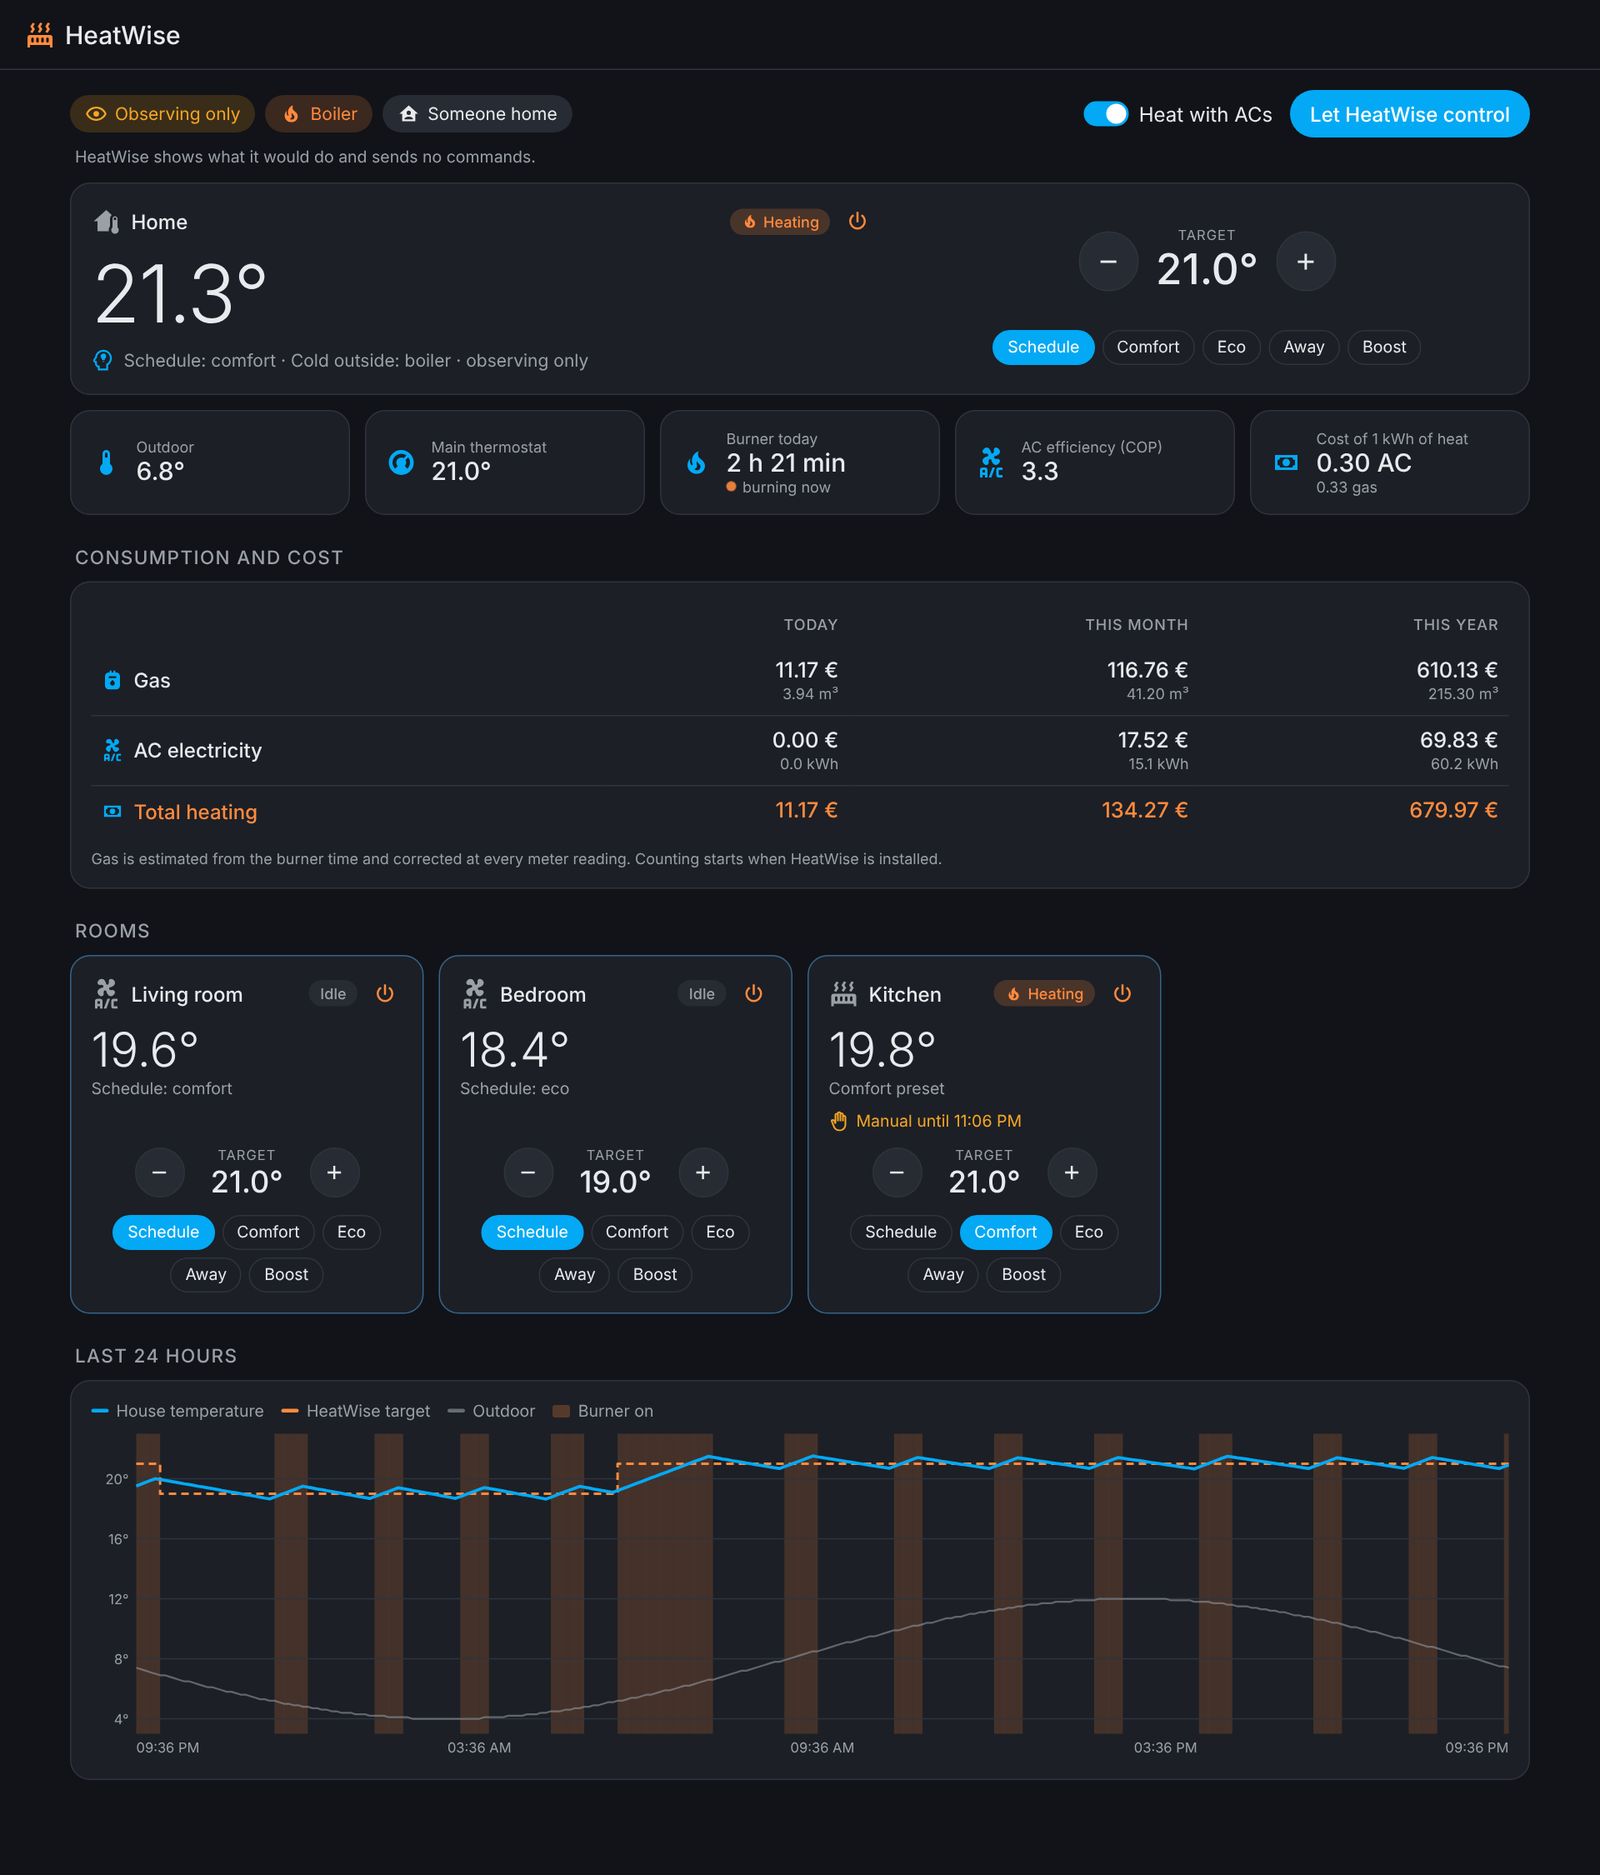 HeatWise
Observing only
Boiler
Someone home
Heat with ACs
Let HeatWise control
HeatWise shows what it would do and sends no commands.
Home
Heating
21.3°
Schedule: comfort · Cold outside: boiler · observing only
TARGET
− 21.0° +
Schedule Comfort Eco Away Boost
Outdoor
6.8°
Main thermostat
21.0°
Burner today
2 h 21 min
burning now
A/C
AC efficiency (COP)
3.3
Cost of 1 kWh of heat
0.30 AC
0.33 gas
CONSUMPTION AND COST
TODAY THIS MONTH THIS YEAR
Gas 11.17 € 116.76 € 610.13 €
3.94 m³ 41.20 m³ 215.30 m³
A/C AC electricity 0.00 € 17.52 € 69.83 €
0.0 kWh 15.1 kWh 60.2 kWh
Total heating 11.17 € 134.27 € 679.97 €
Gas is estimated from the burner time and corrected at every meter reading. Counting starts when HeatWise is installed.
ROOMS
A/C Living room Idle
19.6°
Schedule: comfort
TARGET
− 21.0° +
Schedule Comfort Eco
Away Boost
A/C Bedroom Idle
18.4°
Schedule: eco
TARGET
− 19.0° +
Schedule Comfort Eco
Away Boost
Kitchen Heating
19.8°
Comfort preset
Manual until 11:06 PM
TARGET
− 21.0° +
Schedule Comfort Eco
Away Boost
LAST 24 HOURS
House temperature HeatWise target Outdoor Burner on
20°
16°
12°
8°
4°
09:36 PM 03:36 AM 09:36 AM 03:36 PM 09:36 PM